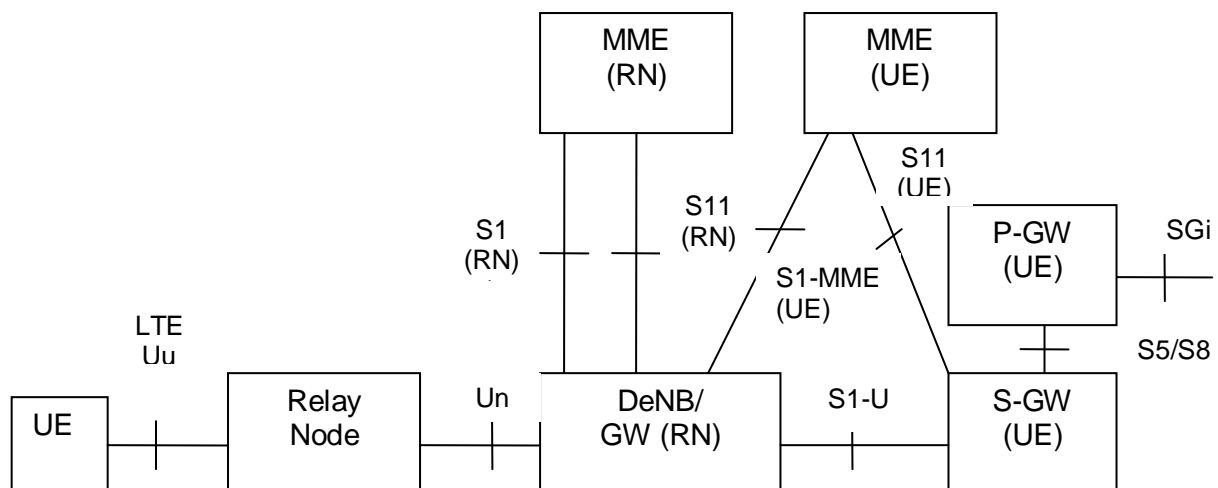 MME
(RN)
MME
(UE)
S11
(UE)
S1
(RN)
S11
(RN)
P-GW
(UE)
SGi
S1-MME
(UE)
LTE
Uu
S5/S8
UE
Relay
Node
Un
DeNB/
GW (RN)
S1-U
S-GW
(UE)